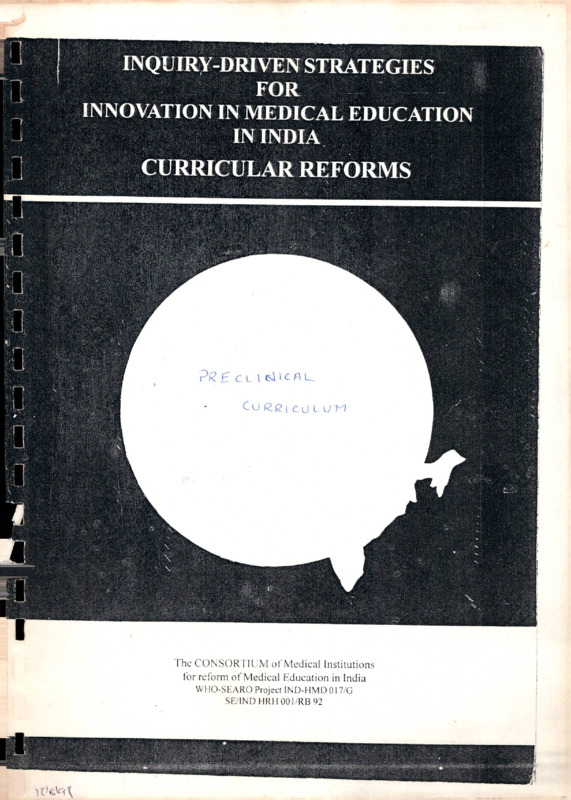 INQUIRY-DRIVEN STRATEGIES
FOR
INNOVATION IN MEDICAL EDUCATION
IN INDIA
CURRICULAR REFORMS
PRECLINICAL
CURRICULUM
The CONSORTIUM of Medical Institutions
for reform of Medical Education in India
WHO-SEARO Project IND-HMD 017/G
SE/IND HRH 001/RB 92